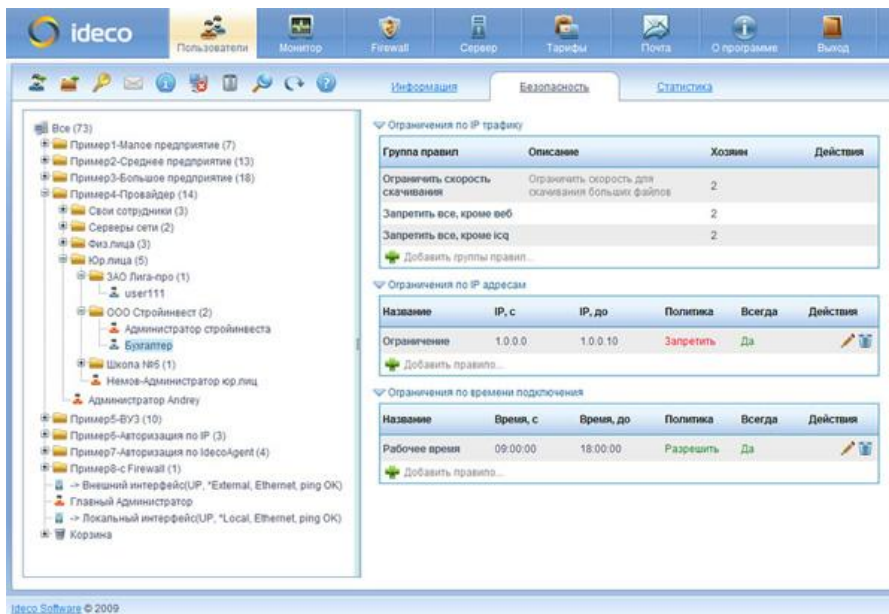 ideco
Пользователи Монитор Firewall Сервер Тарифы Почта О программе Выход
Информация Безопасность Статистика
Все (73)
Пример1-Малое предприятие (7)
Пример2-Среднее предприятие (13)
Пример3-Большое предприятие (18)
Пример4-Провайдер (14)
Свои сотрудники (3)
Серверы сети (2)
Физ.лица (3)
Юр.лица (5)
ЗАО Лига-про (1)
user111
ООО Стройинвест (2)
Администратор стройинвеста
Бухгалтер
Школа №5 (1)
Немов-Администратор юр.лиц
Администратор Andrey
Пример5-ВУЗ (10)
Пример6-Авторизация по IP (3)
Пример7-Авторизация по IdecoAgent (4)
Пример8-с Firewall (1)
-> Внешний интерфейс(UP, *External, Ethernet, ping OK)
Главный Администратор
-> Локальный интерфейс(UP, *Local, Ethernet, ping OK)
Корзина
Ограничения по IP трафику
Группа правил Описание Хозяин Действия
Ограничить скорость скачивания Ограничить скорость для скачивания больших файлов 2
Запретить все, кроме веб 2
Запретить все, кроме icq 2
Добавить группы правил...
Ограничения по IP адресам
Название IP, с IP, до Политика Всегда Действия
Ограничение 1.0.0.0 1.0.0.10 Запретить Да
Добавить правило...
Ограничения по времени подключения
Название Время, с Время, до Политика Всегда Действия
Рабочее время 09:00:00 18:00:00 Разрешить Да
Добавить правило...
Ideco Software © 2009